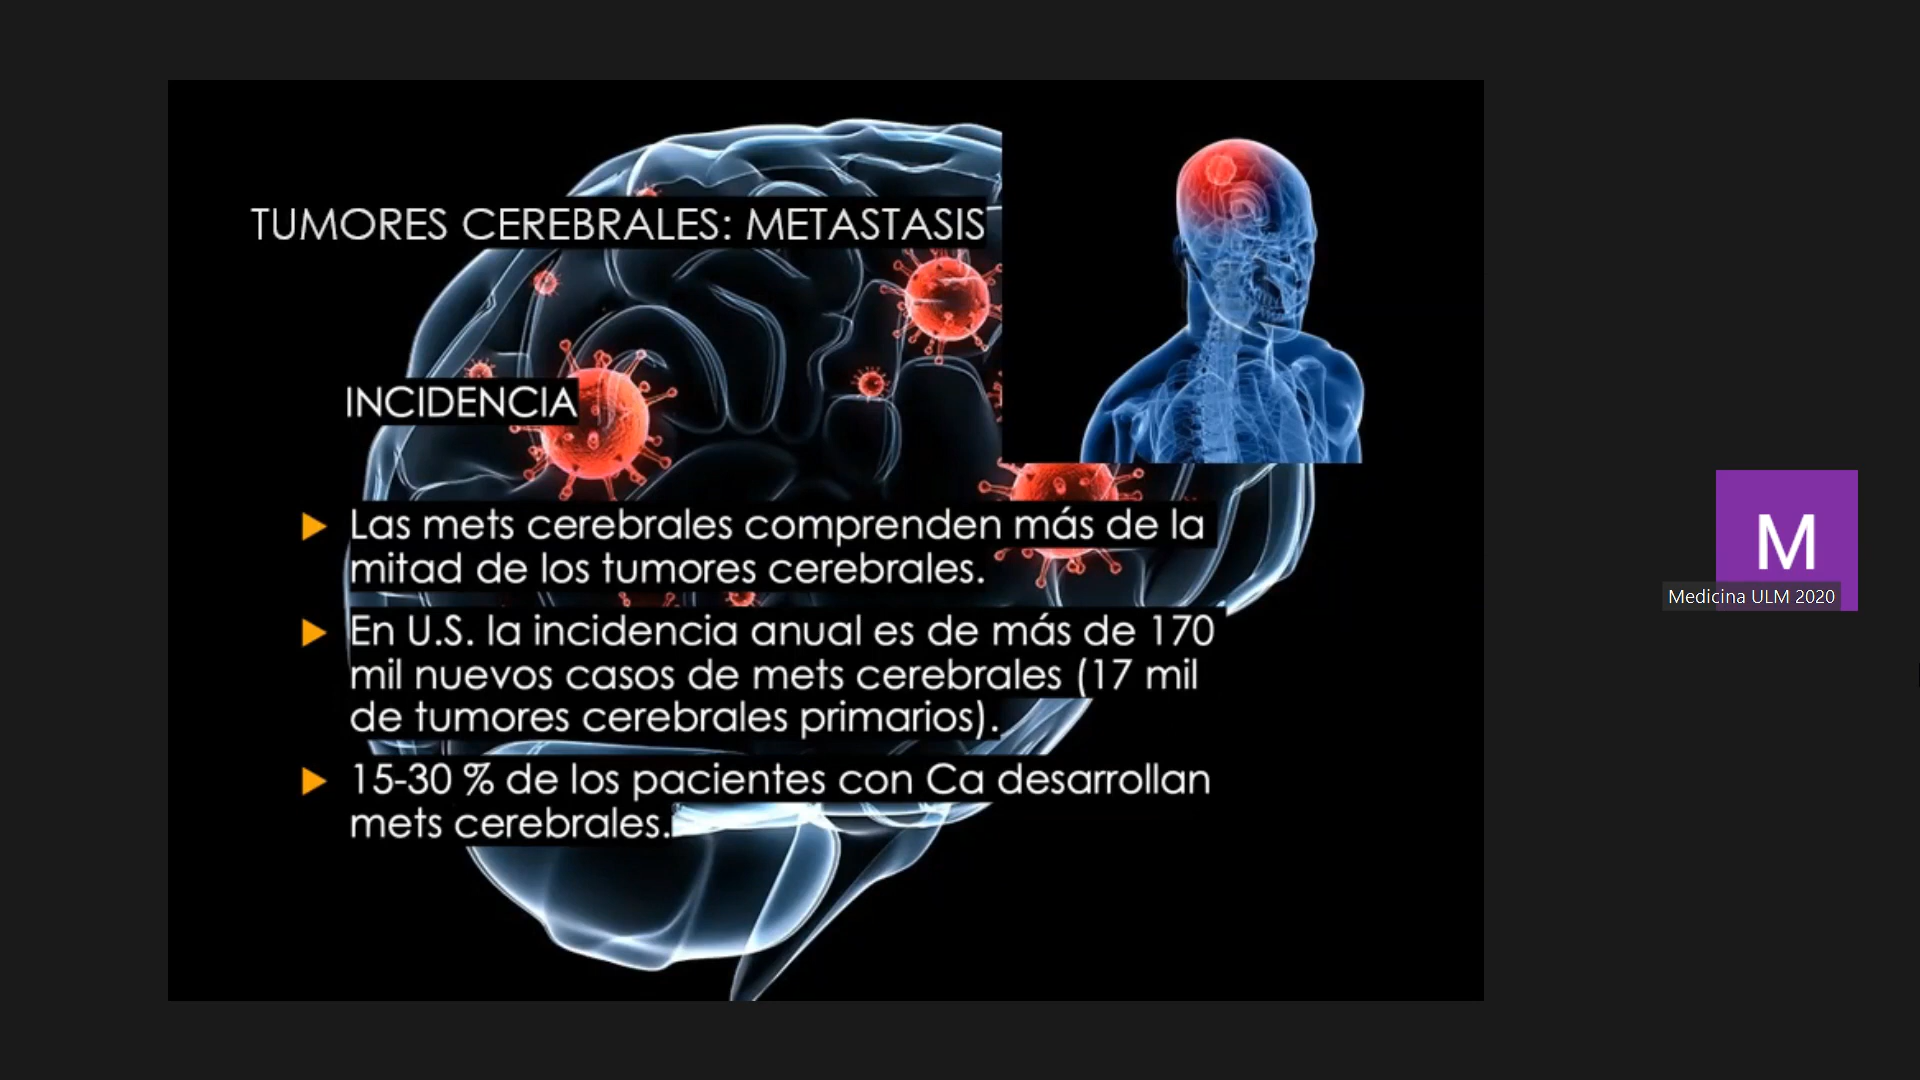 TUMORES CEREBRALES: METASTASIS
INCIDENCIA
Las mets cerebrales comprenden más de la
mitad de los tumores cerebrales.
En U.S. la incidencia anual es de más de 170
mil nuevos casos de mets cerebrales (17 mil
de tumores cerebrales primarios).
15-30 % de los pacientes con Ca desarrollan
mets cerebrales.
M
Medicina ULM 2020